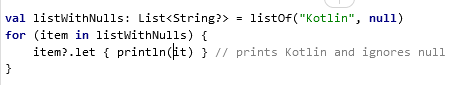 val listWithNulls: List<String?> = listOf("Kotlin", null)
for (item in listWithNulls) {
    item?.let { println(it) } // prints Kotlin and ignores null
}